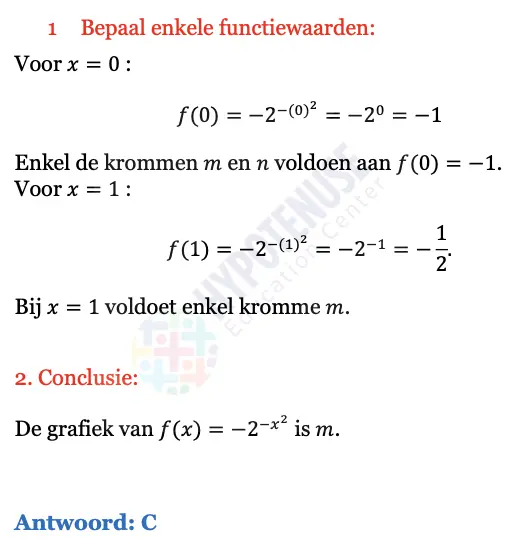 1 Bepaal enkele functiewaarden:
Voor x = 0 :
f(0) = −2^{−(0)^2} = −2^0 = −1
Enkel de krommen m en n voldoen aan f(0) = −1.
Voor x = 1 :
f(1) = −2^{−(1)^2} = −2^{−1} = −1/2.
Bij x = 1 voldoet enkel kromme m.
2. Conclusie:
De grafiek van f(x) = −2^{−x^2} is m.
Antwoord: C
HYPOTENUSE
Education Center